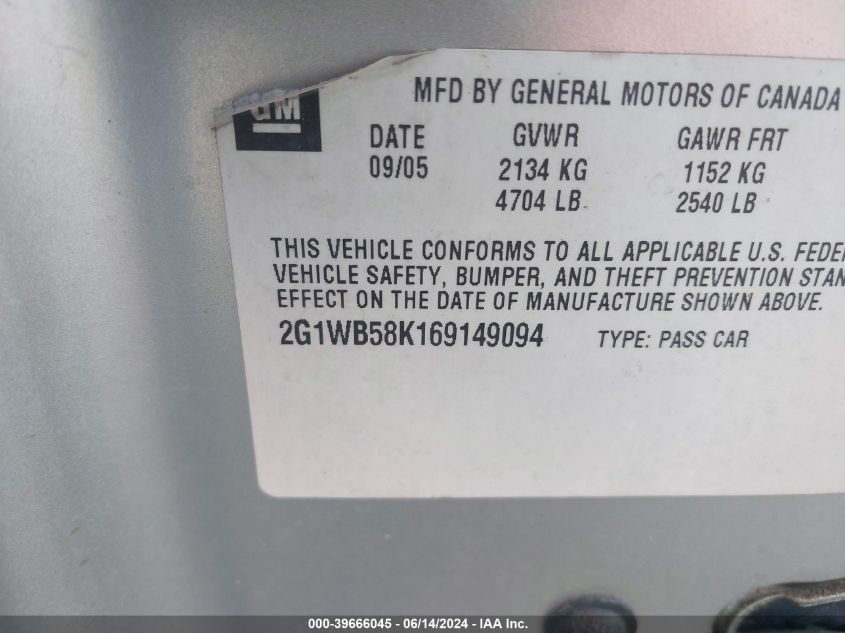 GM
MFD BY GENERAL MOTORS OF CANADA
DATE GVWR GAWR FRT
09/05 2134 KG 1152 KG
4704 LB 2540 LB
THIS VEHICLE CONFORMS TO ALL APPLICABLE U.S. FEDER
VEHICLE SAFETY, BUMPER, AND THEFT PREVENTION STAN
EFFECT ON THE DATE OF MANUFACTURE SHOWN ABOVE.
2G1WB58K169149094 TYPE: PASS CAR
000-39666045 - 06/14/2024 - IAA Inc.